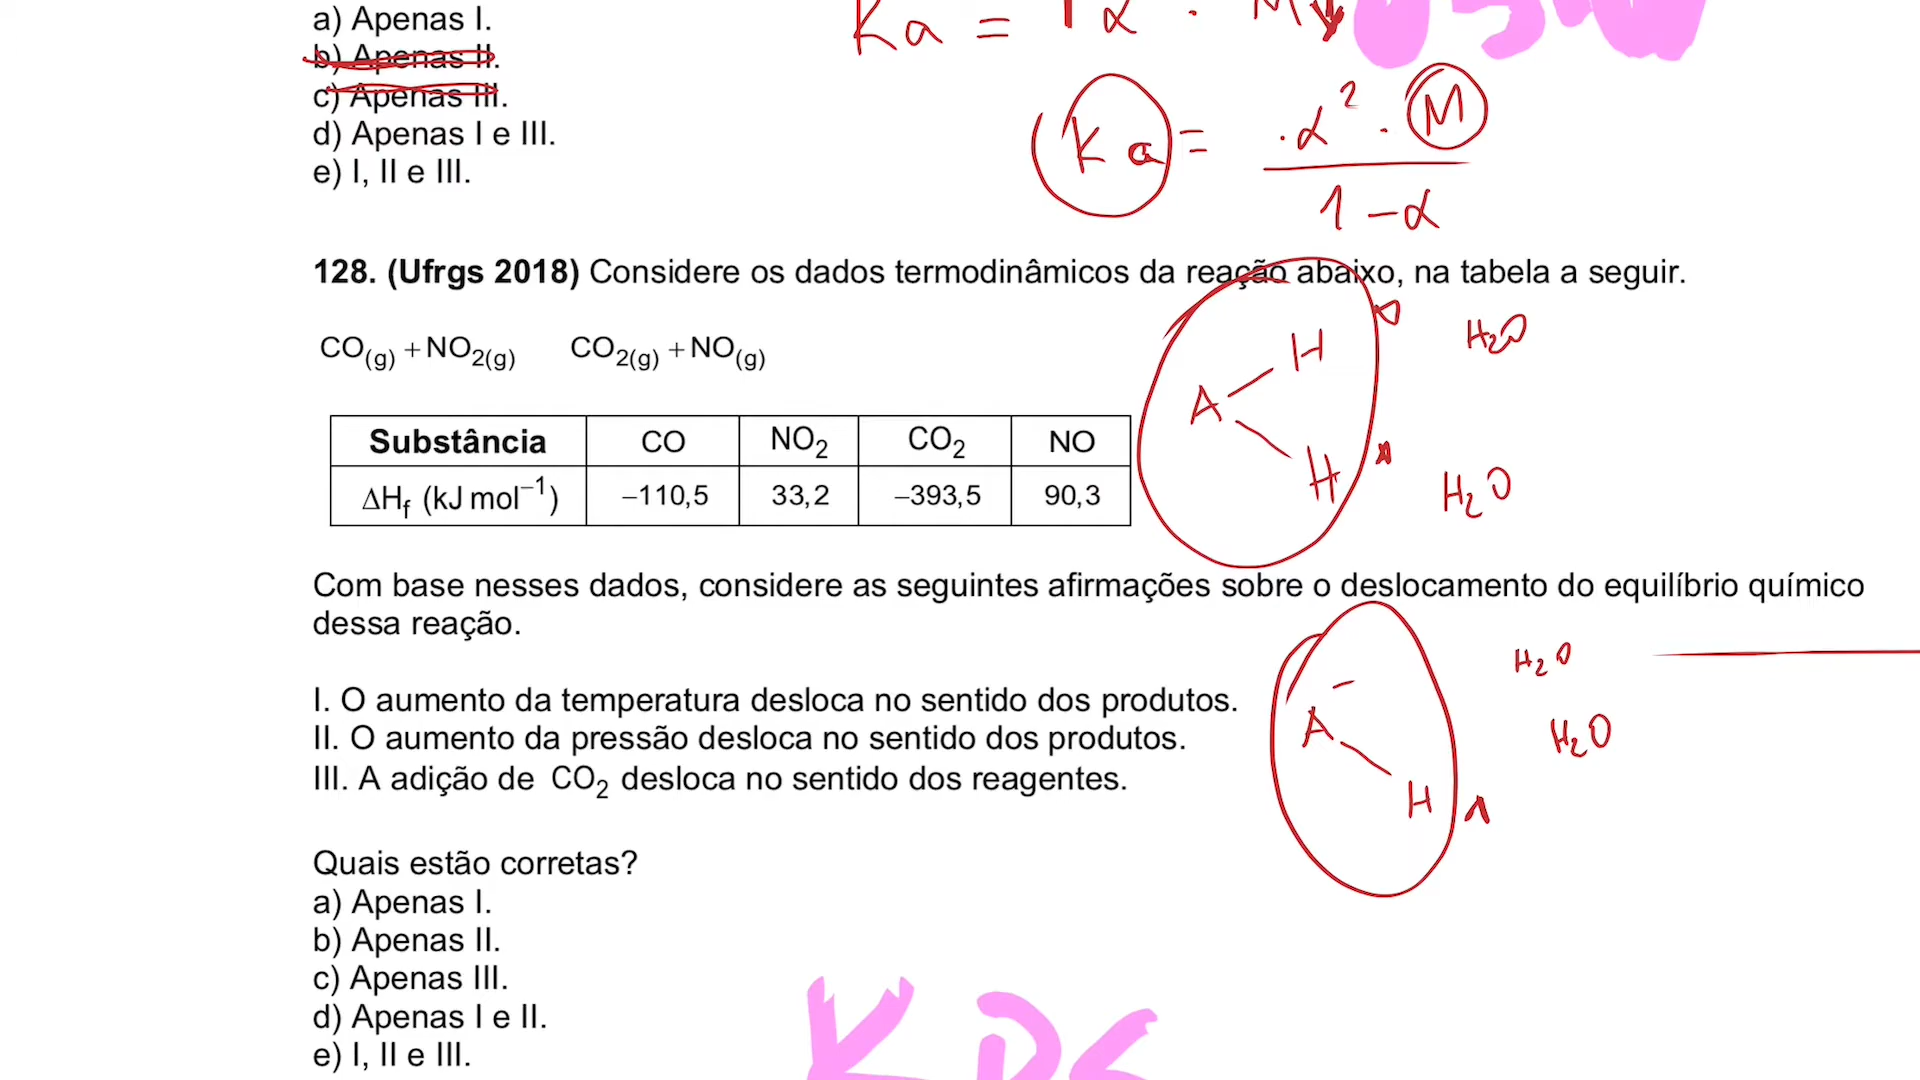 a) Apenas I.
b) Apenas II.
c) Apenas III.
d) Apenas I e III.
e) I, II e III.
Ka = α . M
Ka = . α² . M
1 - α
128. (Ufrgs 2018) Considere os dados termodinâmicos da reação abaixo, na tabela a seguir.
CO(g) + NO₂(g) CO₂(g) + NO(g)
A H H
H₂O
H₂O
Substância CO NO₂ CO₂ NO
ΔHf (kJ mol⁻¹) −110,5 33,2 −393,5 90,3
Com base nesses dados, considere as seguintes afirmações sobre o deslocamento do equilíbrio químico
dessa reação.
H₂O
A⁻ H
H₂O
I. O aumento da temperatura desloca no sentido dos produtos.
II. O aumento da pressão desloca no sentido dos produtos.
III. A adição de CO₂ desloca no sentido dos reagentes.
Quais estão corretas?
a) Apenas I.
b) Apenas II.
c) Apenas III.
d) Apenas I e II.
e) I, II e III.